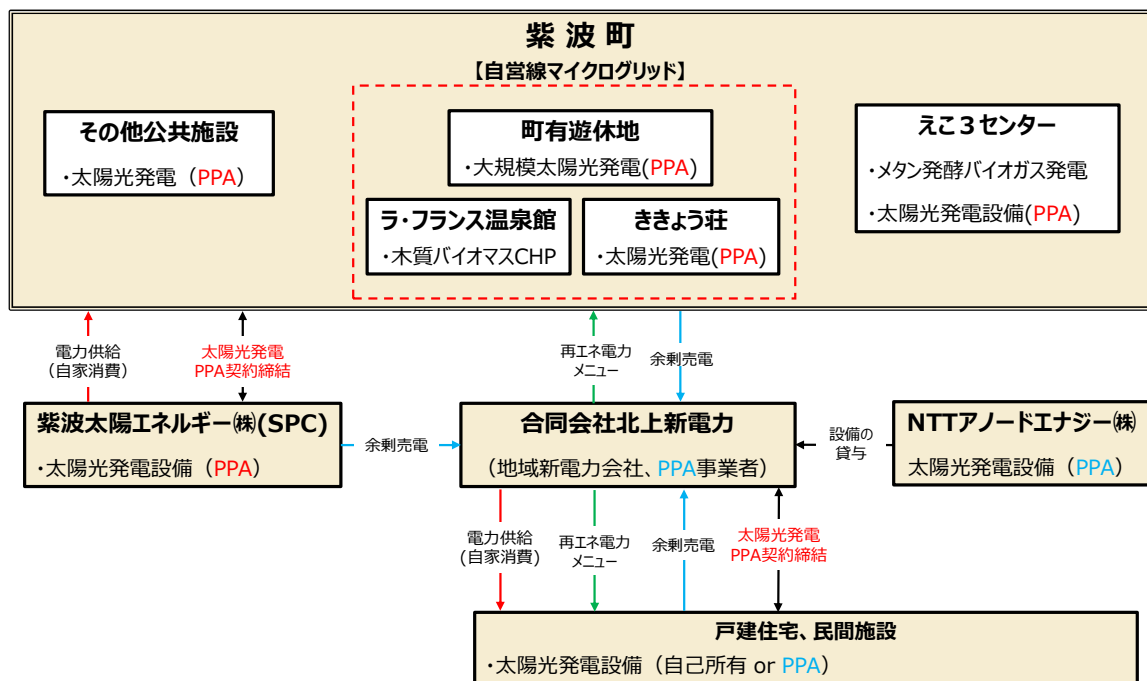 紫波町
【自営線マイクログリッド】
その他公共施設
・太陽光発電（PPA）
町有遊休地
・大規模太陽光発電(PPA)
ラ・フランス温泉館
・木質バイオマスCHP
ききょう荘
・太陽光発電(PPA)
えこ３センター
・メタン発酵バイオガス発電
・太陽光発電設備(PPA)
電力供給
(自家消費)
太陽光発電
PPA契約締結
再エネ電力
メニュー
余剰売電
紫波太陽エネルギー㈱(SPC)
・太陽光発電設備（PPA）
余剰売電
合同会社北上新電力
（地域新電力会社、PPA事業者）
設備の
貸与
NTTアノードエナジー㈱
太陽光発電設備（PPA）
電力供給
(自家消費)
再エネ電力
メニュー
余剰売電
太陽光発電
PPA契約締結
戸建住宅、民間施設
・太陽光発電設備（自己所有 or PPA）